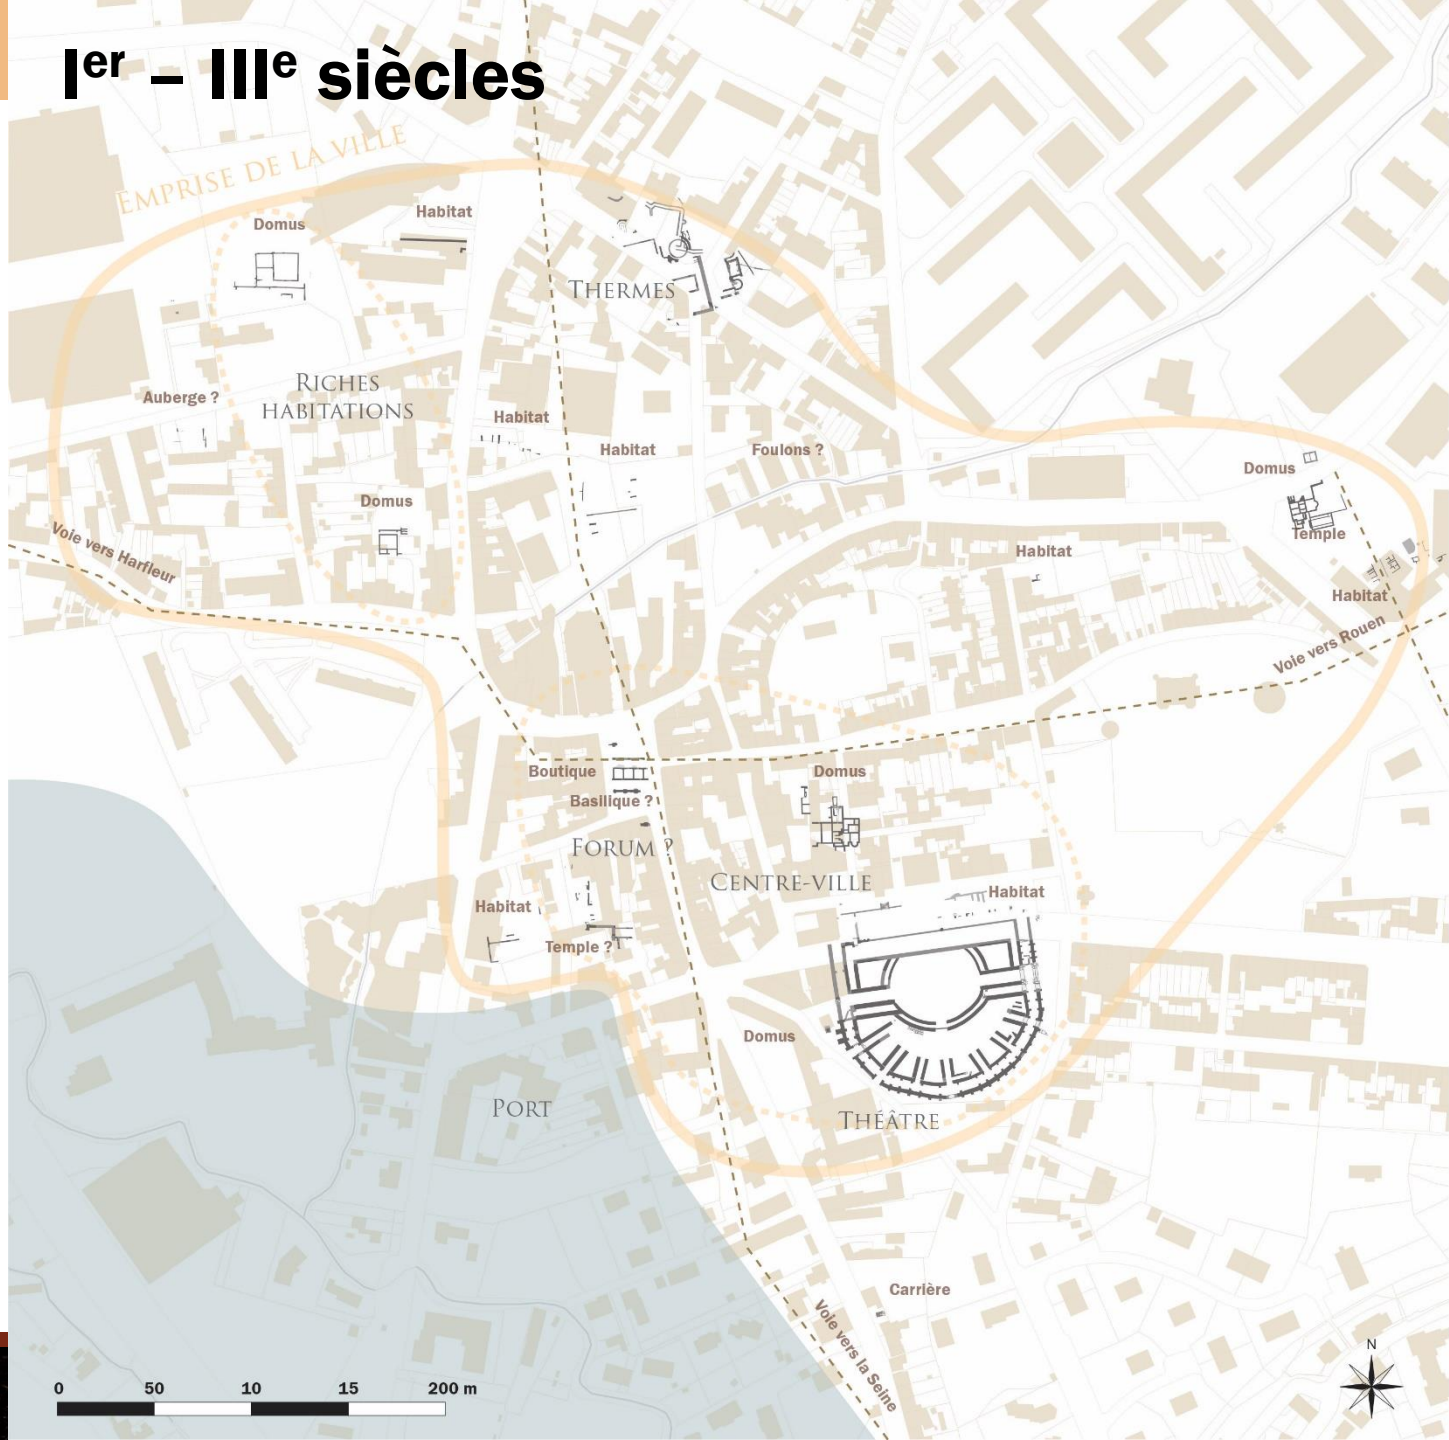 Ier – IIIe siècles
EMPRISE DE LA VILLE
Habitat
Domus
THERMES
RICHES
HABITATIONS
Auberge ?
Habitat
Habitat
Foulons ?
Domus
Domus
Temple
Voie vers Harfleur
Habitat
Habitat
Voie vers Rouen
Boutique
Domus
Basilique ?
FORUM ?
CENTRE-VILLE
Habitat
Habitat
Temple ?
Domus
PORT
THÉÂTRE
Carrière
Voie vers la Seine
N
0 50 10 15 200 m